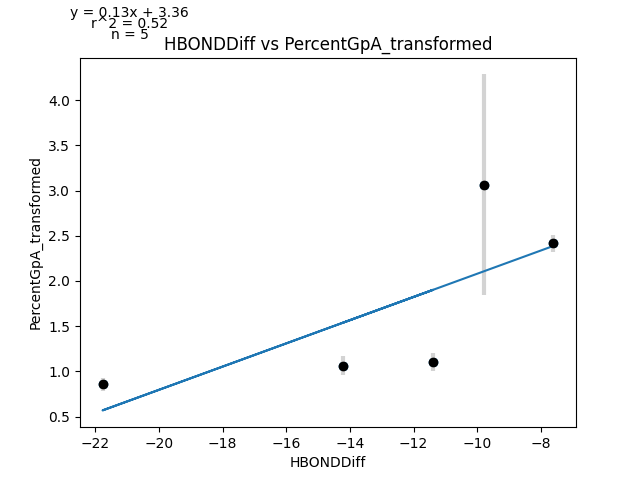 y = 0.13x + 3.36
r^2 = 0.52
n = 5
HBONDDiff vs PercentGpA_transformed
PercentGpA_transformed
4.0
3.5
3.0
2.5
2.0
1.5
1.0
0.5
−22 −20 −18 −16 −14 −12 −10 −8
HBONDDiff